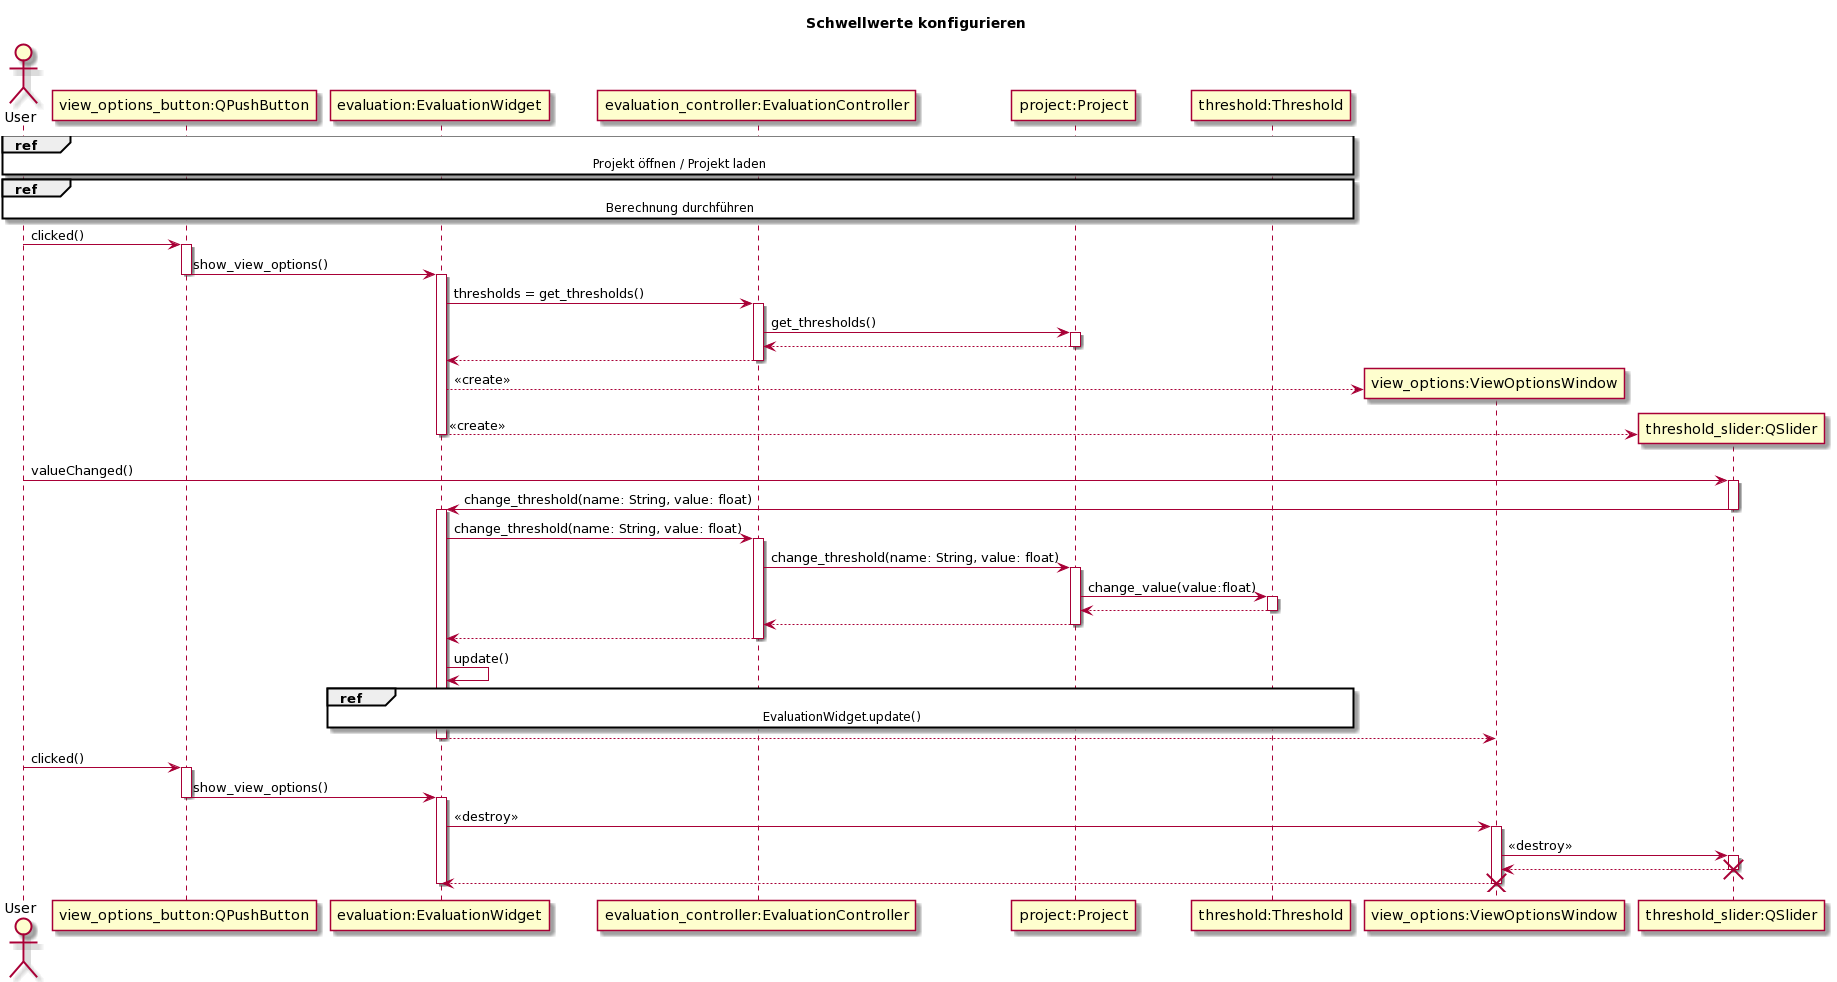 Schwellwerte konfigurieren
User
view_options_button:QPushButton
evaluation:EvaluationWidget
evaluation_controller:EvaluationController
project:Project
threshold:Threshold
ref
Projekt öffnen / Projekt laden
ref
Berechnung durchführen
clicked()
show_view_options()
thresholds = get_thresholds()
get_thresholds()
«create»
view_options:ViewOptionsWindow
«create»
threshold_slider:QSlider
valueChanged()
change_threshold(name: String, value: float)
change_threshold(name: String, value: float)
change_threshold(name: String, value: float)
change_value(value:float)
update()
ref
EvaluationWidget.update()
clicked()
show_view_options()
«destroy»
«destroy»
User
view_options_button:QPushButton
evaluation:EvaluationWidget
evaluation_controller:EvaluationController
project:Project
threshold:Threshold
view_options:ViewOptionsWindow
threshold_slider:QSlider